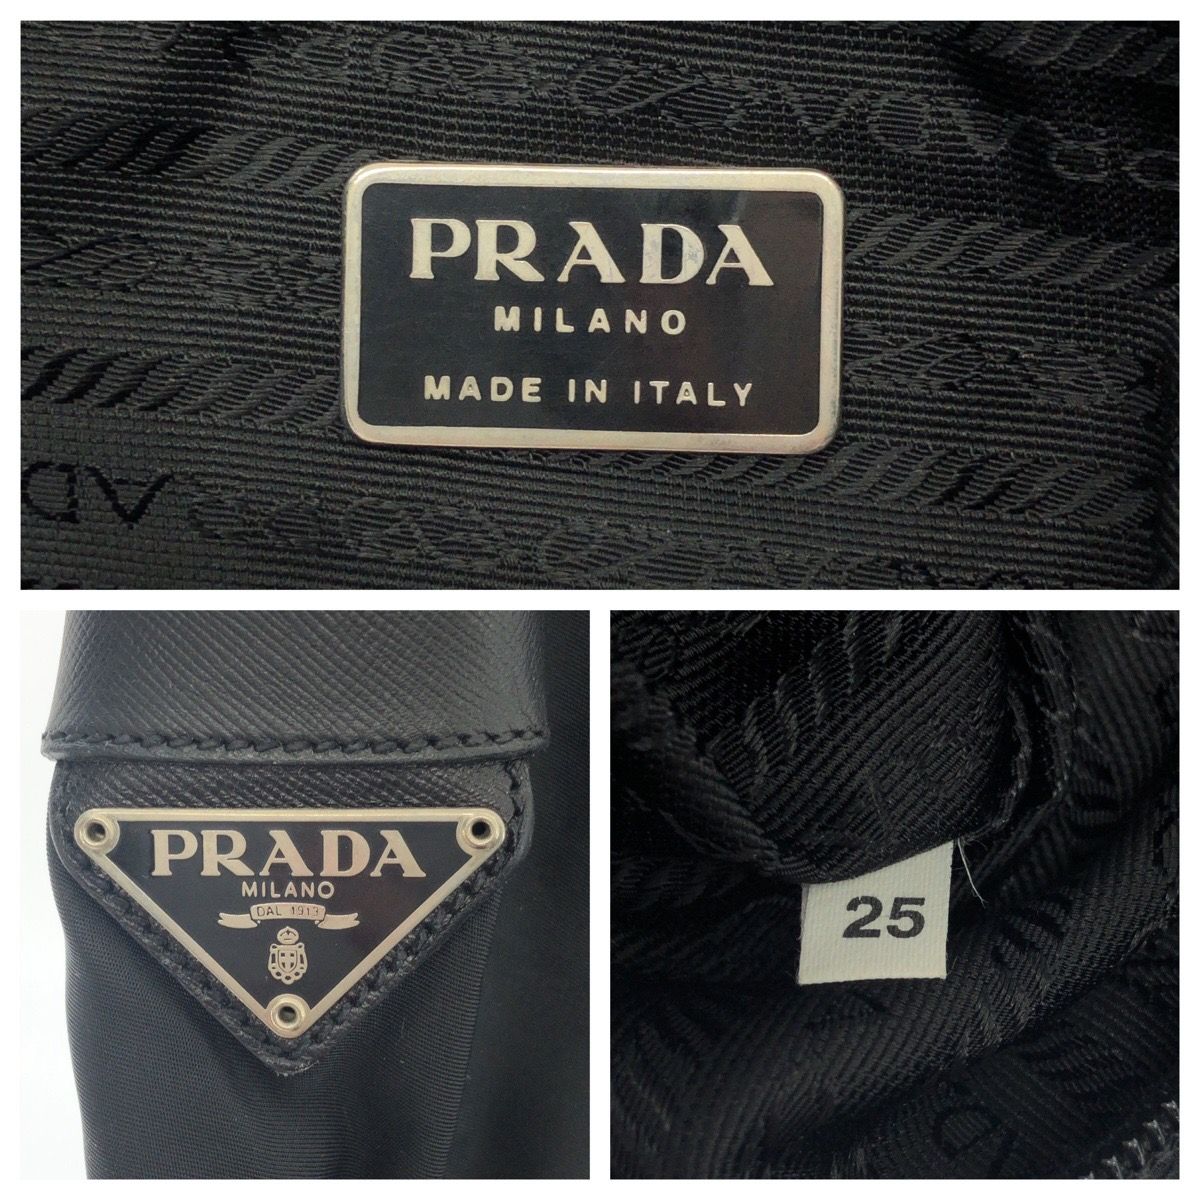 PRADA
MILANO
MADE IN ITALY
PRADA
MILANO
DAL 1913
25